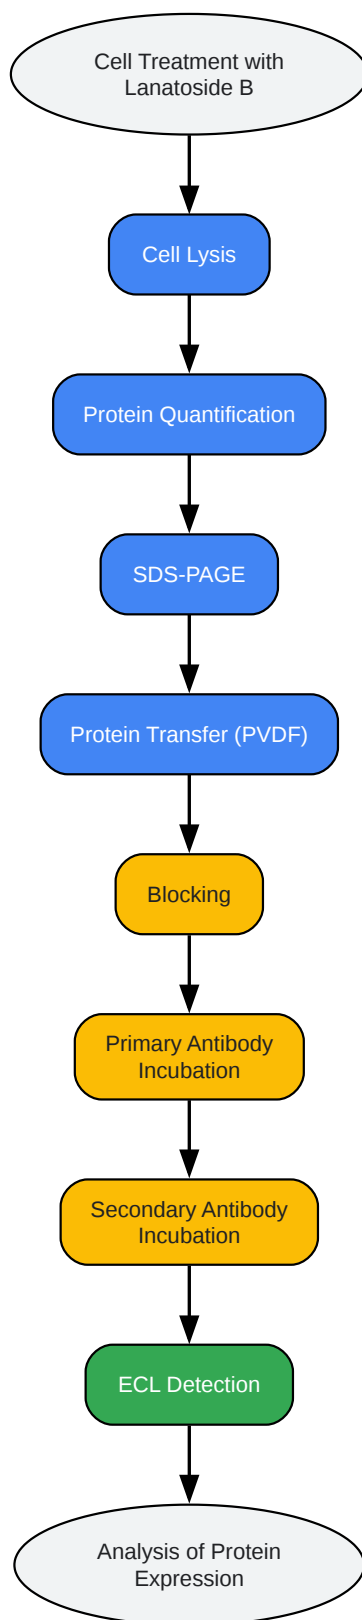 Cell Treatment with
Lanatoside B
Cell Lysis
Protein Quantification
SDS-PAGE
Protein Transfer (PVDF)
Blocking
Primary Antibody
Incubation
Secondary Antibody
Incubation
ECL Detection
Analysis of Protein
Expression